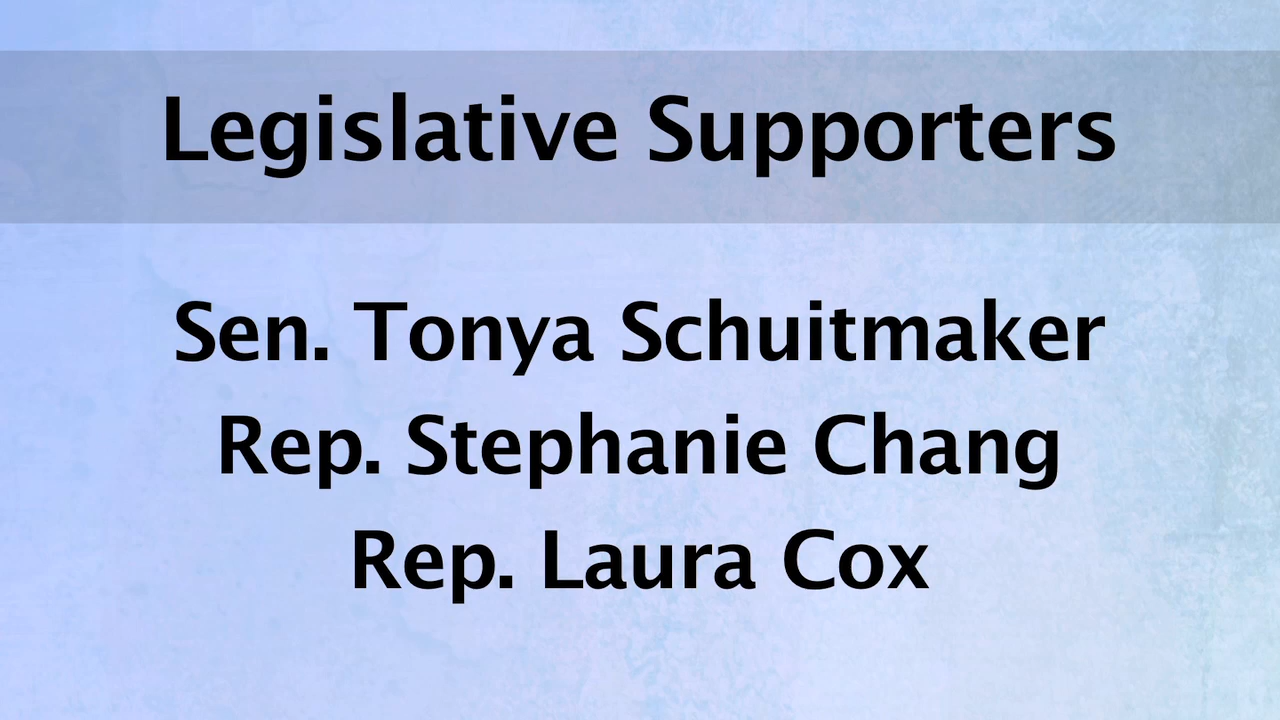 Legislative Supporters
Sen. Tonya Schuitmaker
Rep. Stephanie Chang
Rep. Laura Cox